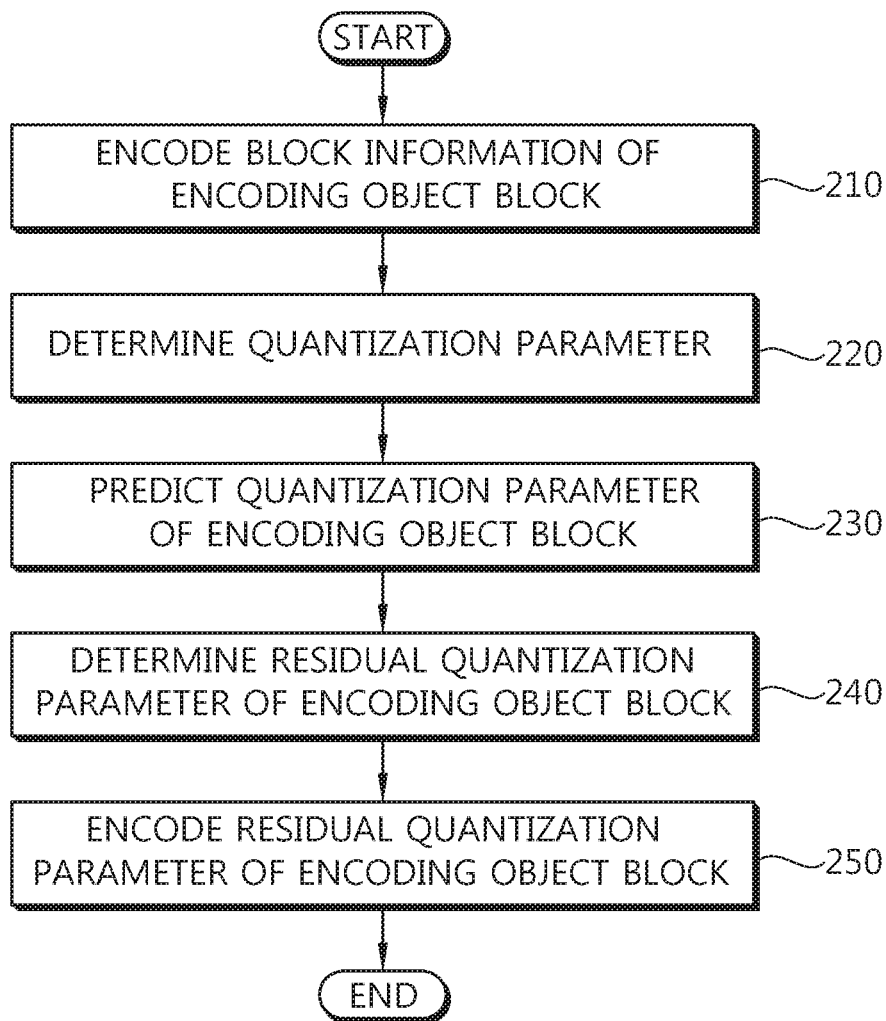 START
ENCODE BLOCK INFORMATION OF
ENCODING OBJECT BLOCK
210
DETERMINE QUANTIZATION PARAMETER
220
PREDICT QUANTIZATION PARAMETER
OF ENCODING OBJECT BLOCK
230
DETERMINE RESIDUAL QUANTIZATION
PARAMETER OF ENCODING OBJECT BLOCK
240
ENCODE RESIDUAL QUANTIZATION
PARAMETER OF ENCODING OBJECT BLOCK
250
END